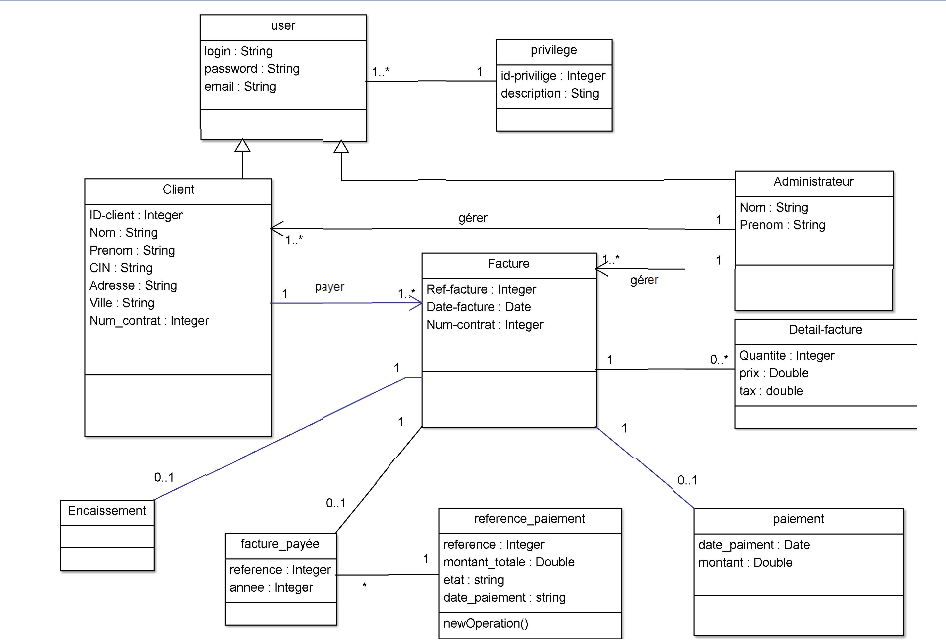 user
login : String
password : String
email : String
1..*
1
privilege
id-privilige : Integer
description : Sting
Client
ID-client : Integer
Nom : String
Prenom : String
CIN : String
Adresse : String
Ville : String
Num_contrat : Integer
Administrateur
Nom : String
Prenom : String
gérer
1
1..*
1..*
gérer
1
Facture
Ref-facture : Integer
Date-facture : Date
Num-contrat : Integer
1
payer
1..*
Detail-facture
Quantite : Integer
prix : Double
tax : double
1
0..*
1
0..1
1
0..1
1
0..1
Encaissement
facture_payée
reference : Integer
annee : Integer
*
1
reference_paiement
reference : Integer
montant_totale : Double
etat : string
date_paiement : string
newOperation()
paiement
date_paiment : Date
montant : Double